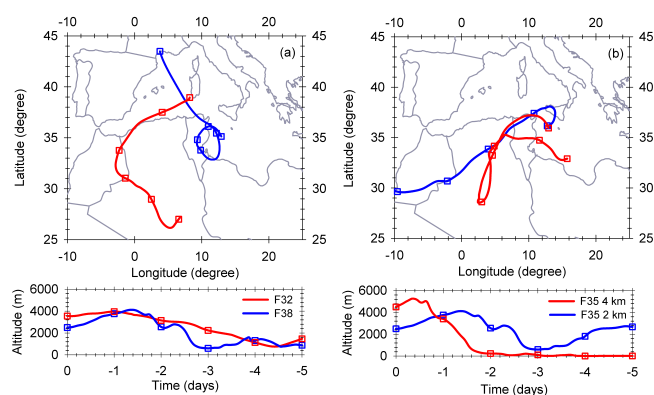 -10 0 10 20
45 (a)
40
35
30
25
45
40
35
30
25
Latitude (degree)
-10 0 10 20
Longitude (degree)
-10 0 10 20
45 (b)
40
35
30
25
45
40
35
30
25
Latitude (degree)
-10 0 10 20
Longitude (degree)
6000
4000
2000
0
Altitude (m)
F32
F38
0 -1 -2 -3 -4 -5
Time (days)
6000
4000
2000
0
Altitude (m)
F35 4 km
F35 2 km
0 -1 -2 -3 -4 -5
Time (days)